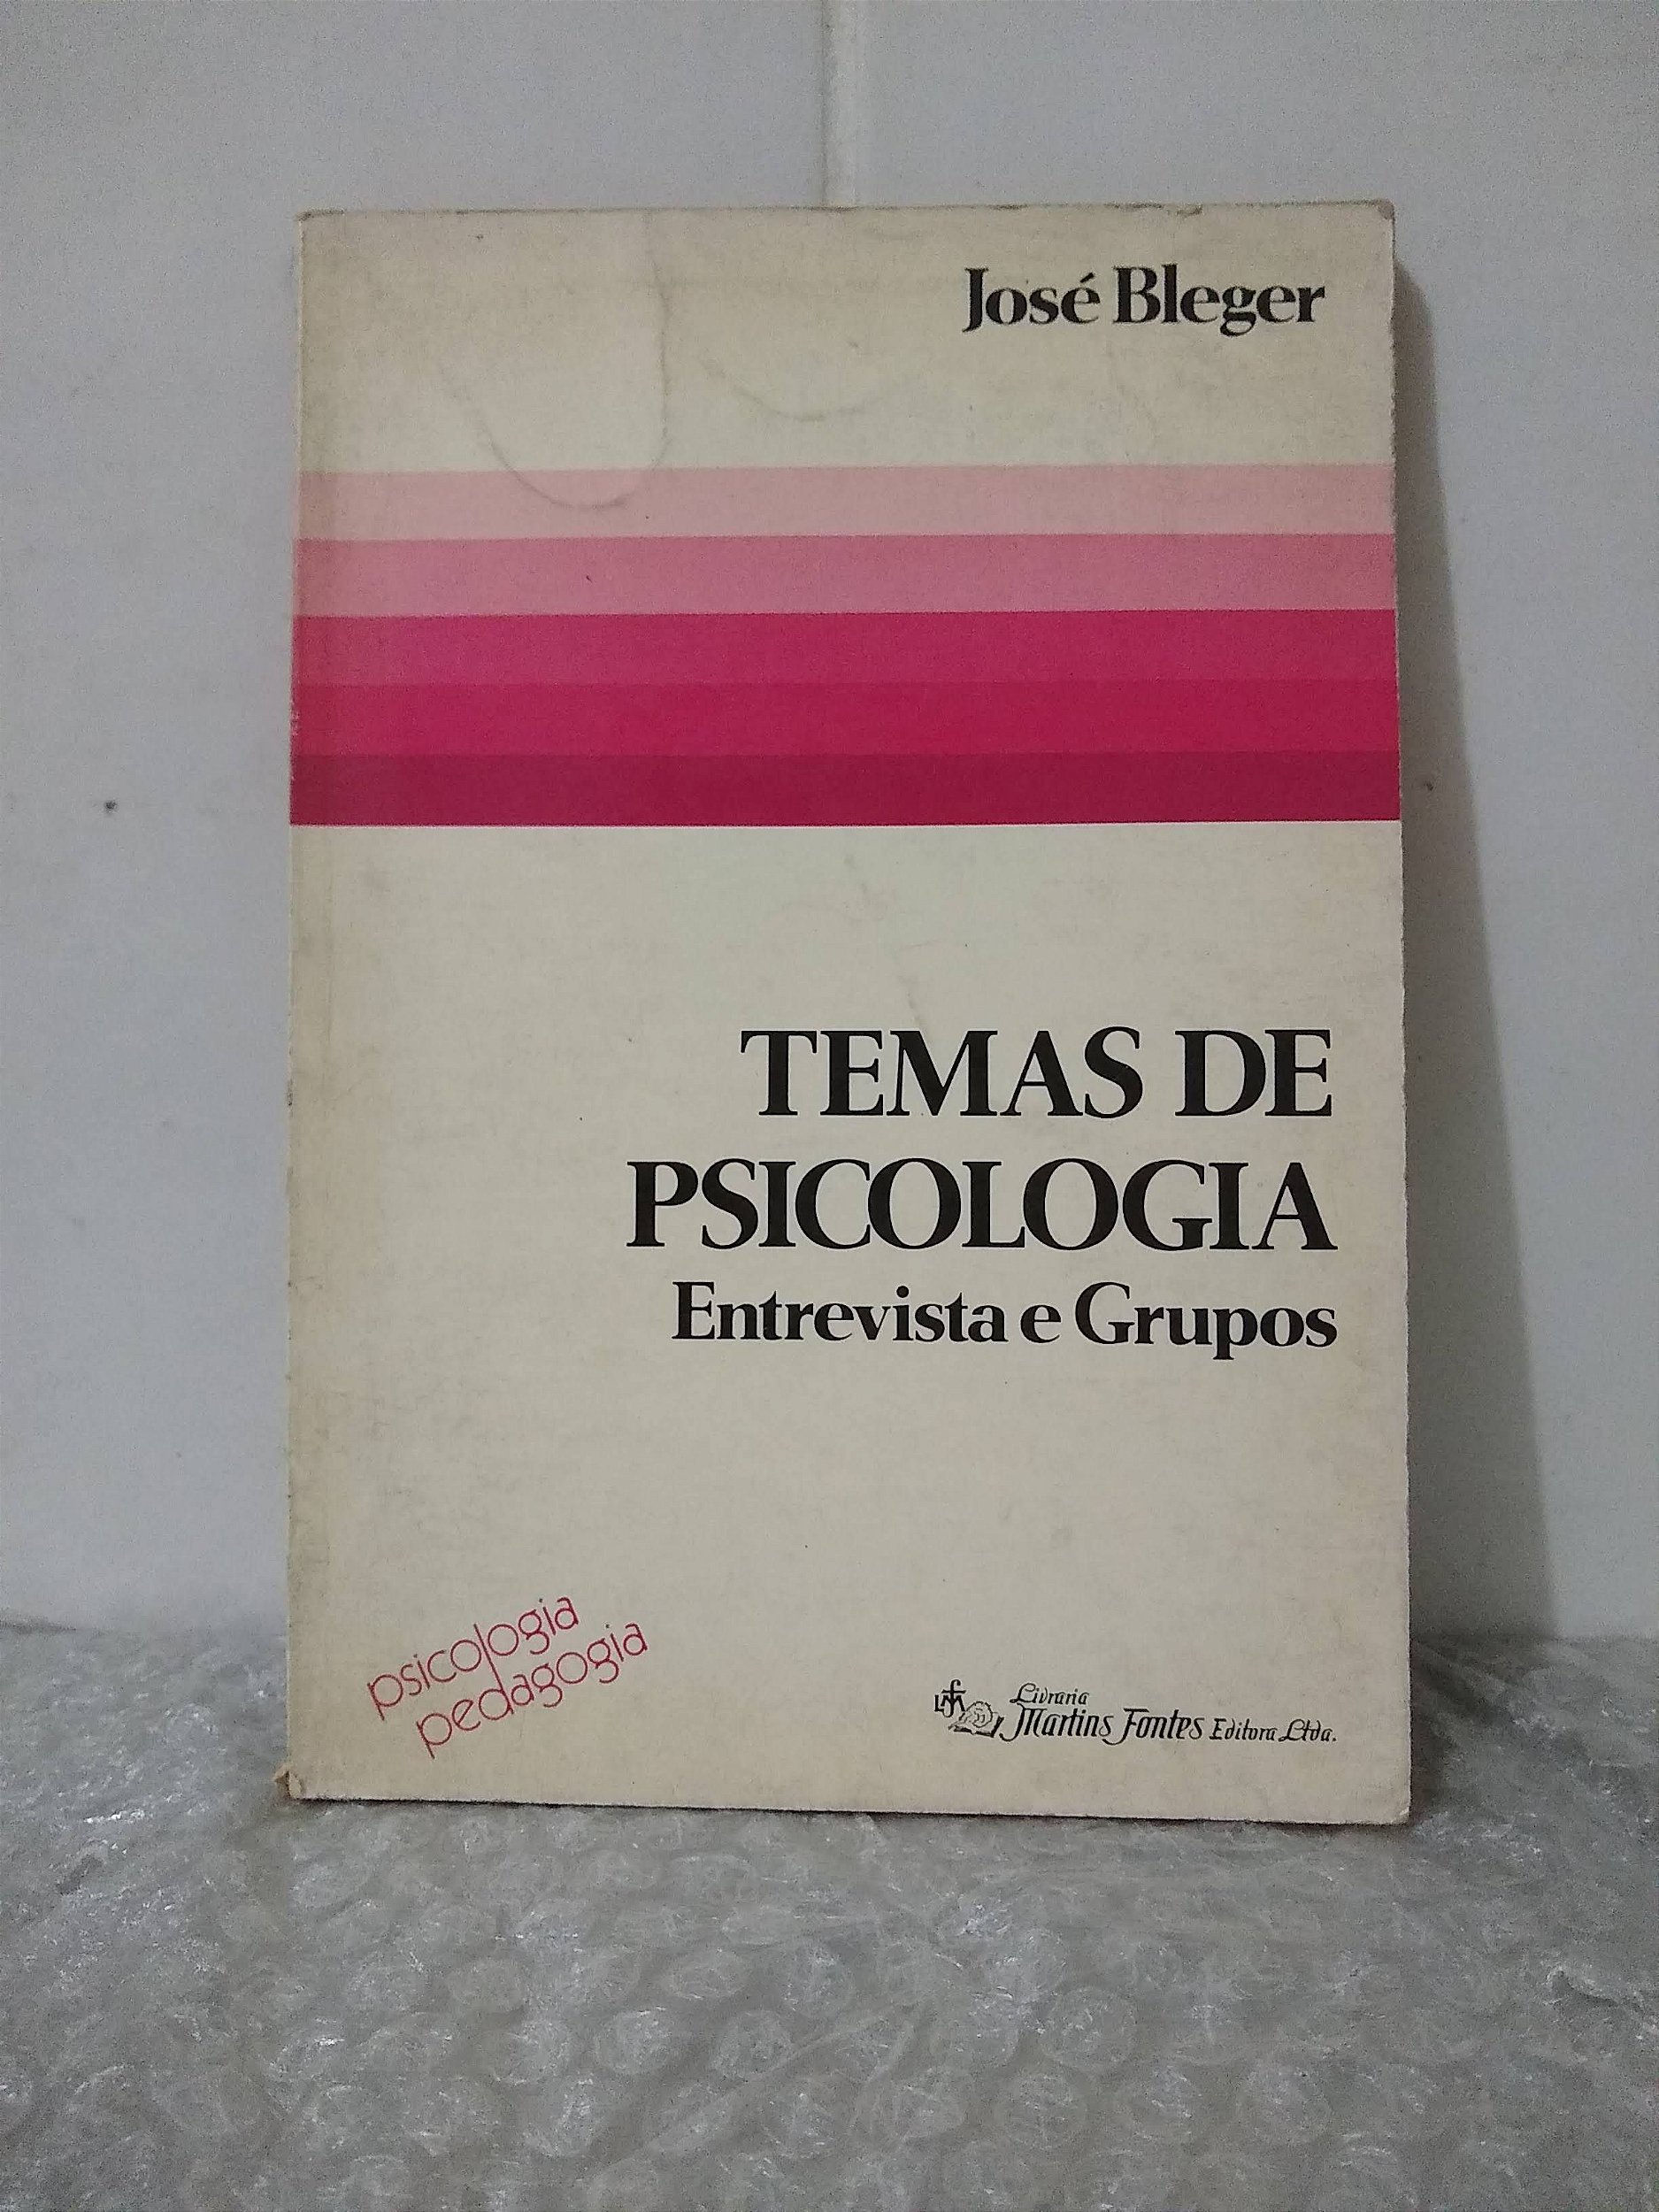 José Bleger
TEMAS DE
PSICOLOGIA
Entrevista e Grupos
psicologia
pedagogia
Livraria
Martins Fontes Editora Ltda.